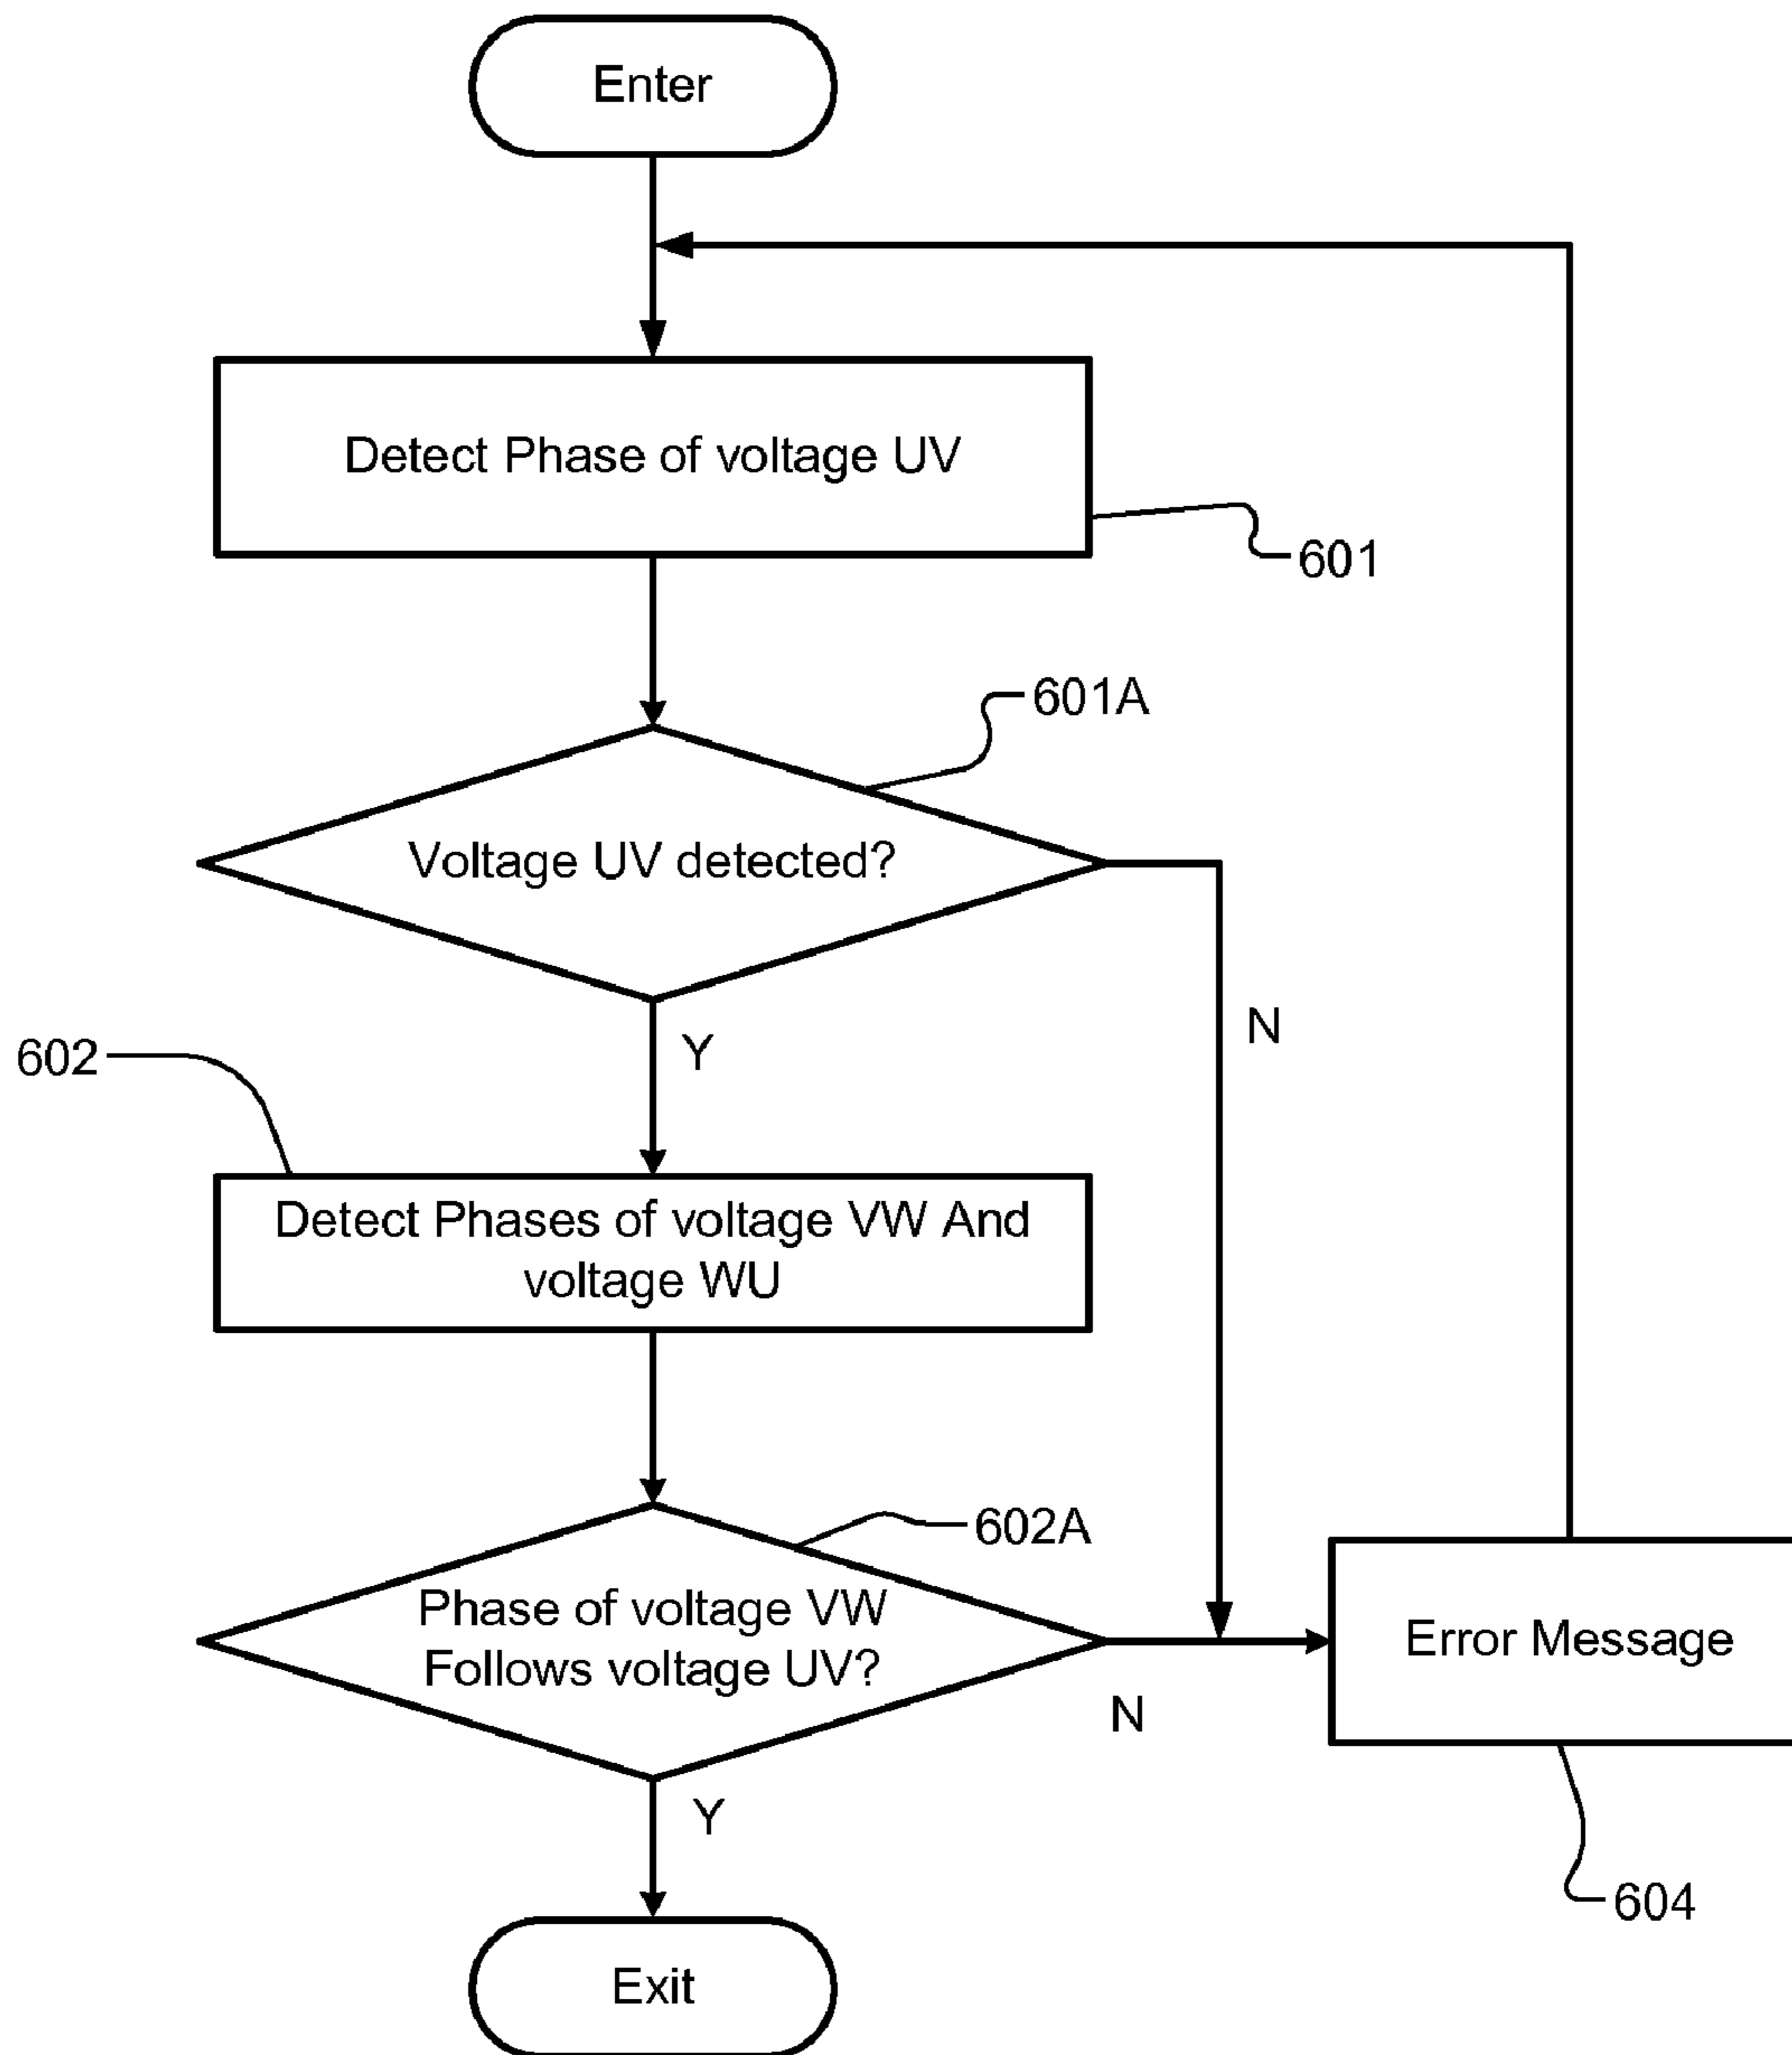 Enter
Detect Phase of voltage UV
601
601A
Voltage UV detected?
N
602
Y
Detect Phases of voltage VW And
voltage WU
602A
Phase of voltage VW
Follows voltage UV?
Error Message
N
Y
604
Exit